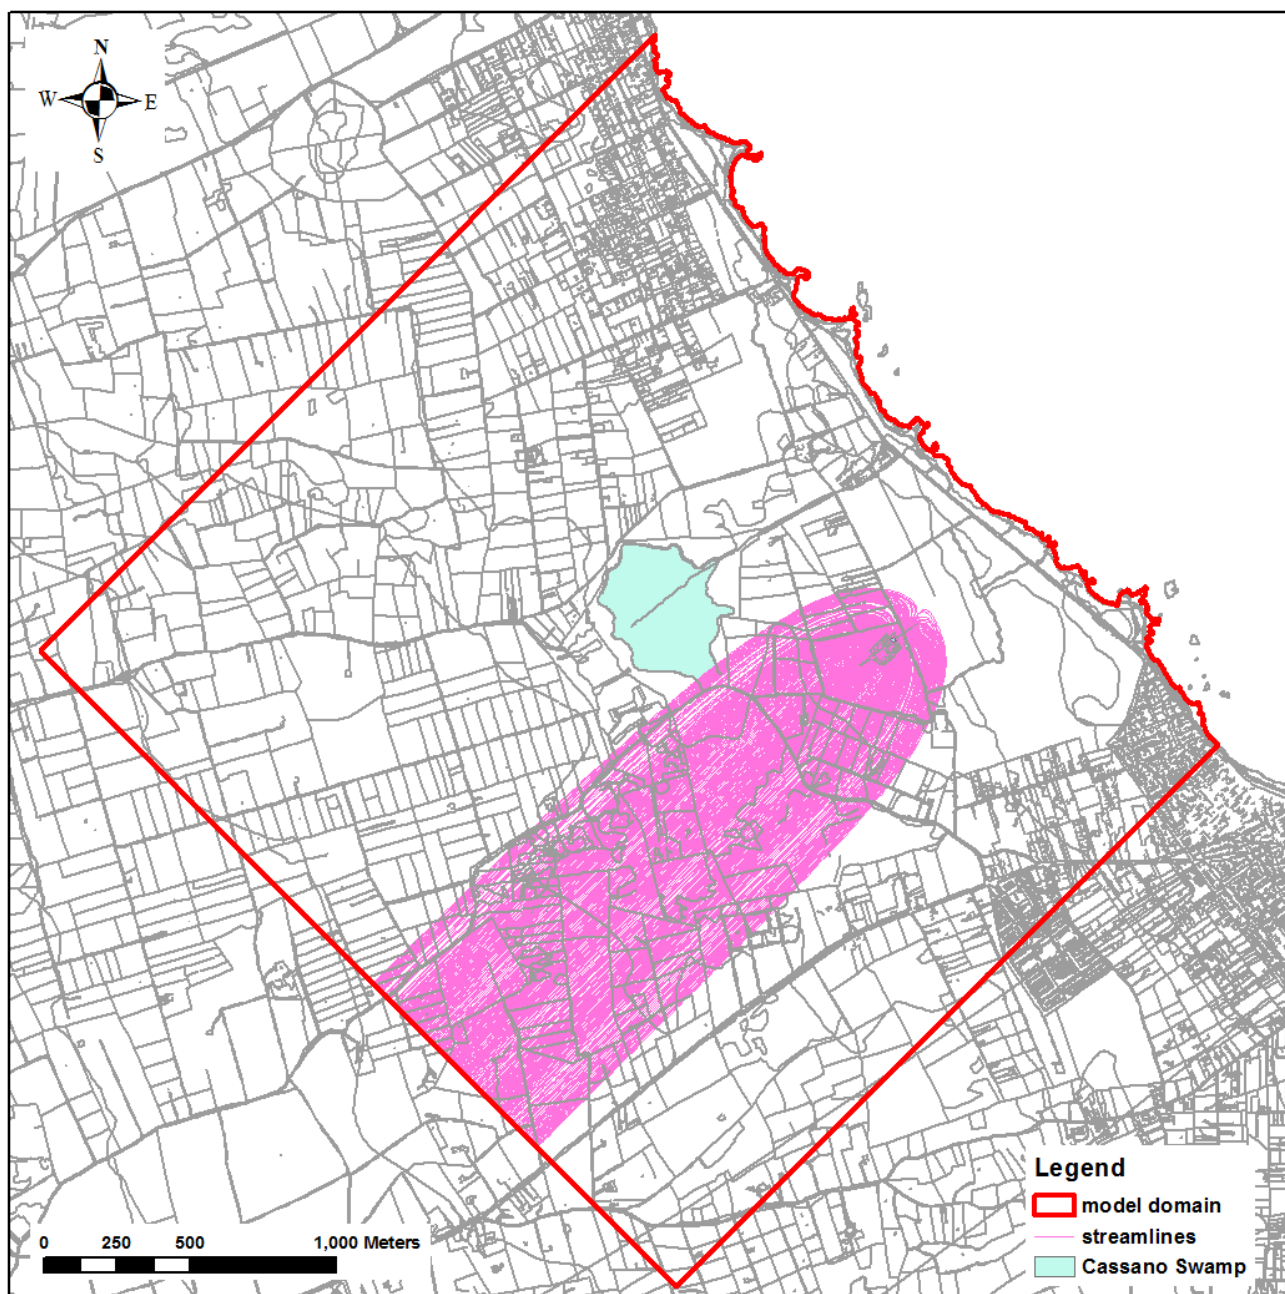 N
W E
S
Legend
model domain
streamlines
Cassano Swamp
0 250 500 1,000 Meters